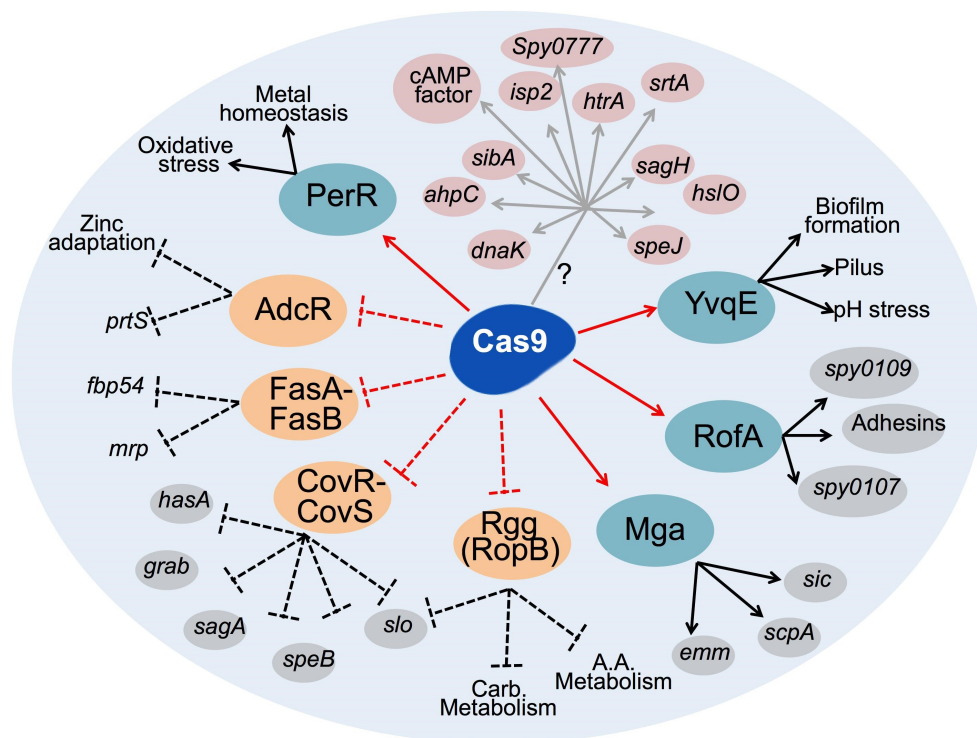 Spy0777
cAMP
factor
isp2
htrA
srtA
Metal
homeostasis
Oxidative
stress
PerR
sibA
sagH
ahpC
hslO
dnaK
speJ
?
Biofilm
formation
Pilus
pH stress
YvqE
Zinc
adaptation
prtS
AdcR
Cas9
fbp54
mrp
FasA-
FasB
spy0109
Adhesins
spy0107
RofA
CovR-
CovS
Rgg
(RopB)
Mga
hasA
grab
sagA
speB
slo
Carb.
Metabolism
A.A.
Metabolism
emm
scpA
sic